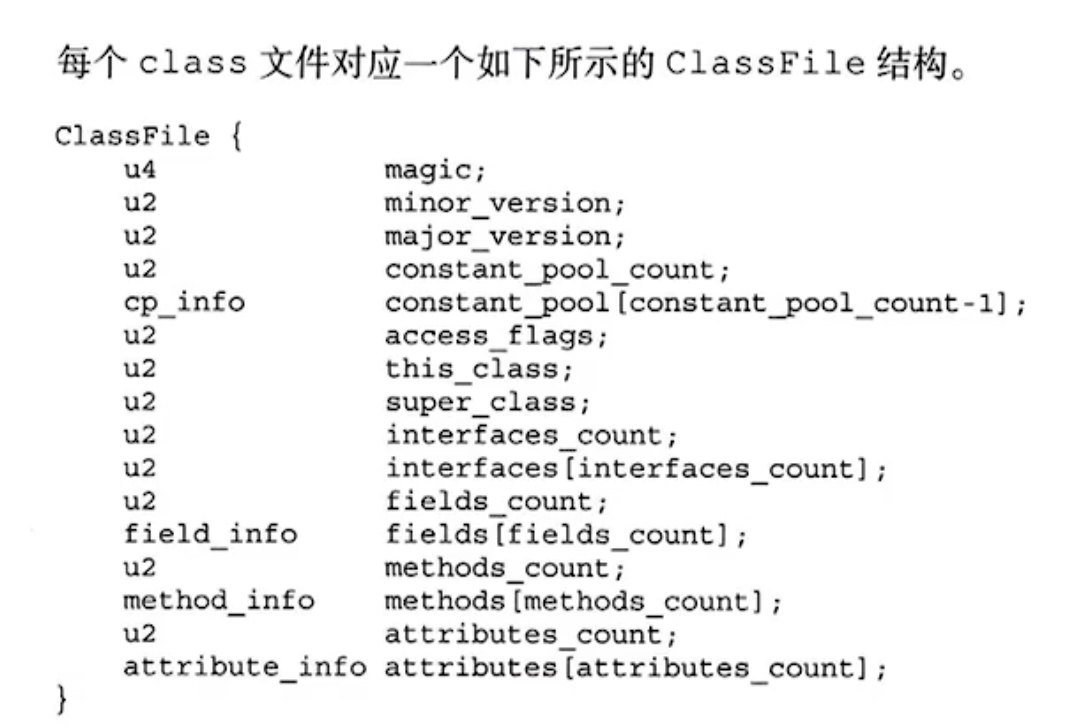 每个 class 文件对应一个如下所示的 ClassFile 结构。
ClassFile {
    u4             magic;
    u2             minor_version;
    u2             major_version;
    u2             constant_pool_count;
    cp_info        constant_pool[constant_pool_count-1];
    u2             access_flags;
    u2             this_class;
    u2             super_class;
    u2             interfaces_count;
    u2             interfaces[interfaces_count];
    u2             fields_count;
    field_info     fields[fields_count];
    u2             methods_count;
    method_info    methods[methods_count];
    u2             attributes_count;
    attribute_info attributes[attributes_count];
}